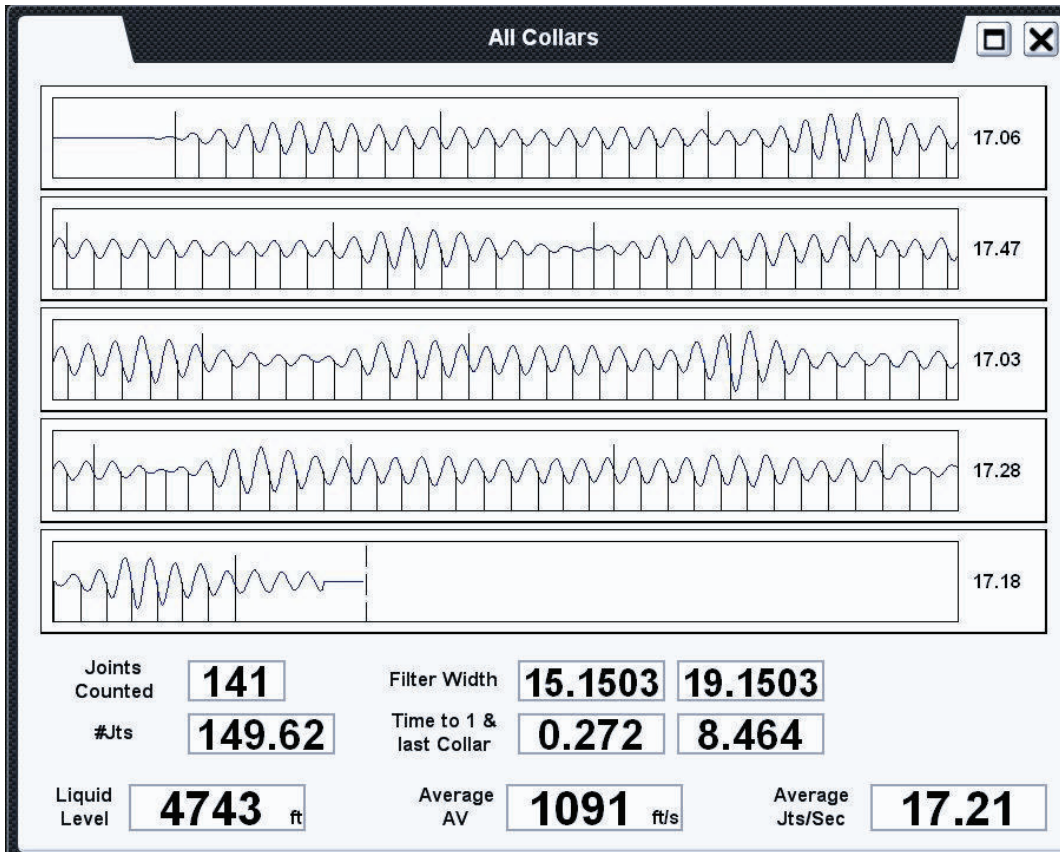 All Collars
17.06
17.47
17.03
17.28
17.18
Joints Counted 141
Filter Width 15.1503 19.1503
#Jts 149.62
Time to 1 & last Collar 0.272 8.464
Liquid Level 4743 ft
Average AV 1091 ft/s
Average Jts/Sec 17.21